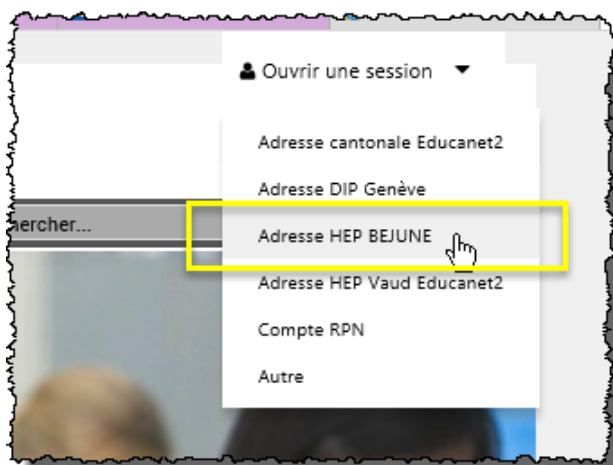 Ouvrir une session
Adresse cantonale Educanet2
Adresse DIP Genève
hercher...
Adresse HEP BEJUNE
Adresse HEP Vaud Educanet2
Compte RPN
Autre